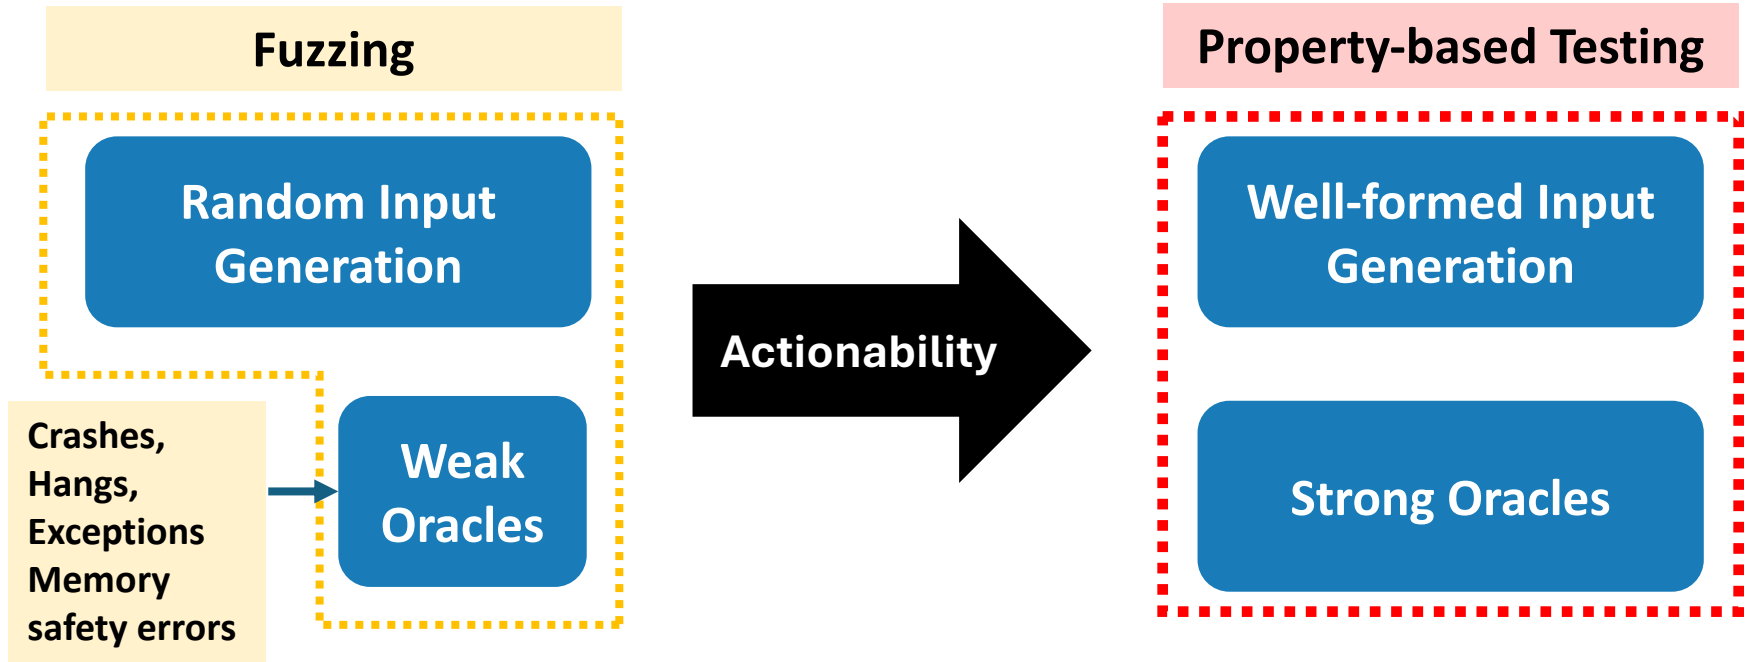 Fuzzing
Random Input
Generation
Crashes,
Hangs,
Exceptions
Memory
safety errors
Weak
Oracles
Actionability
Property-based Testing
Well-formed Input
Generation
Strong Oracles